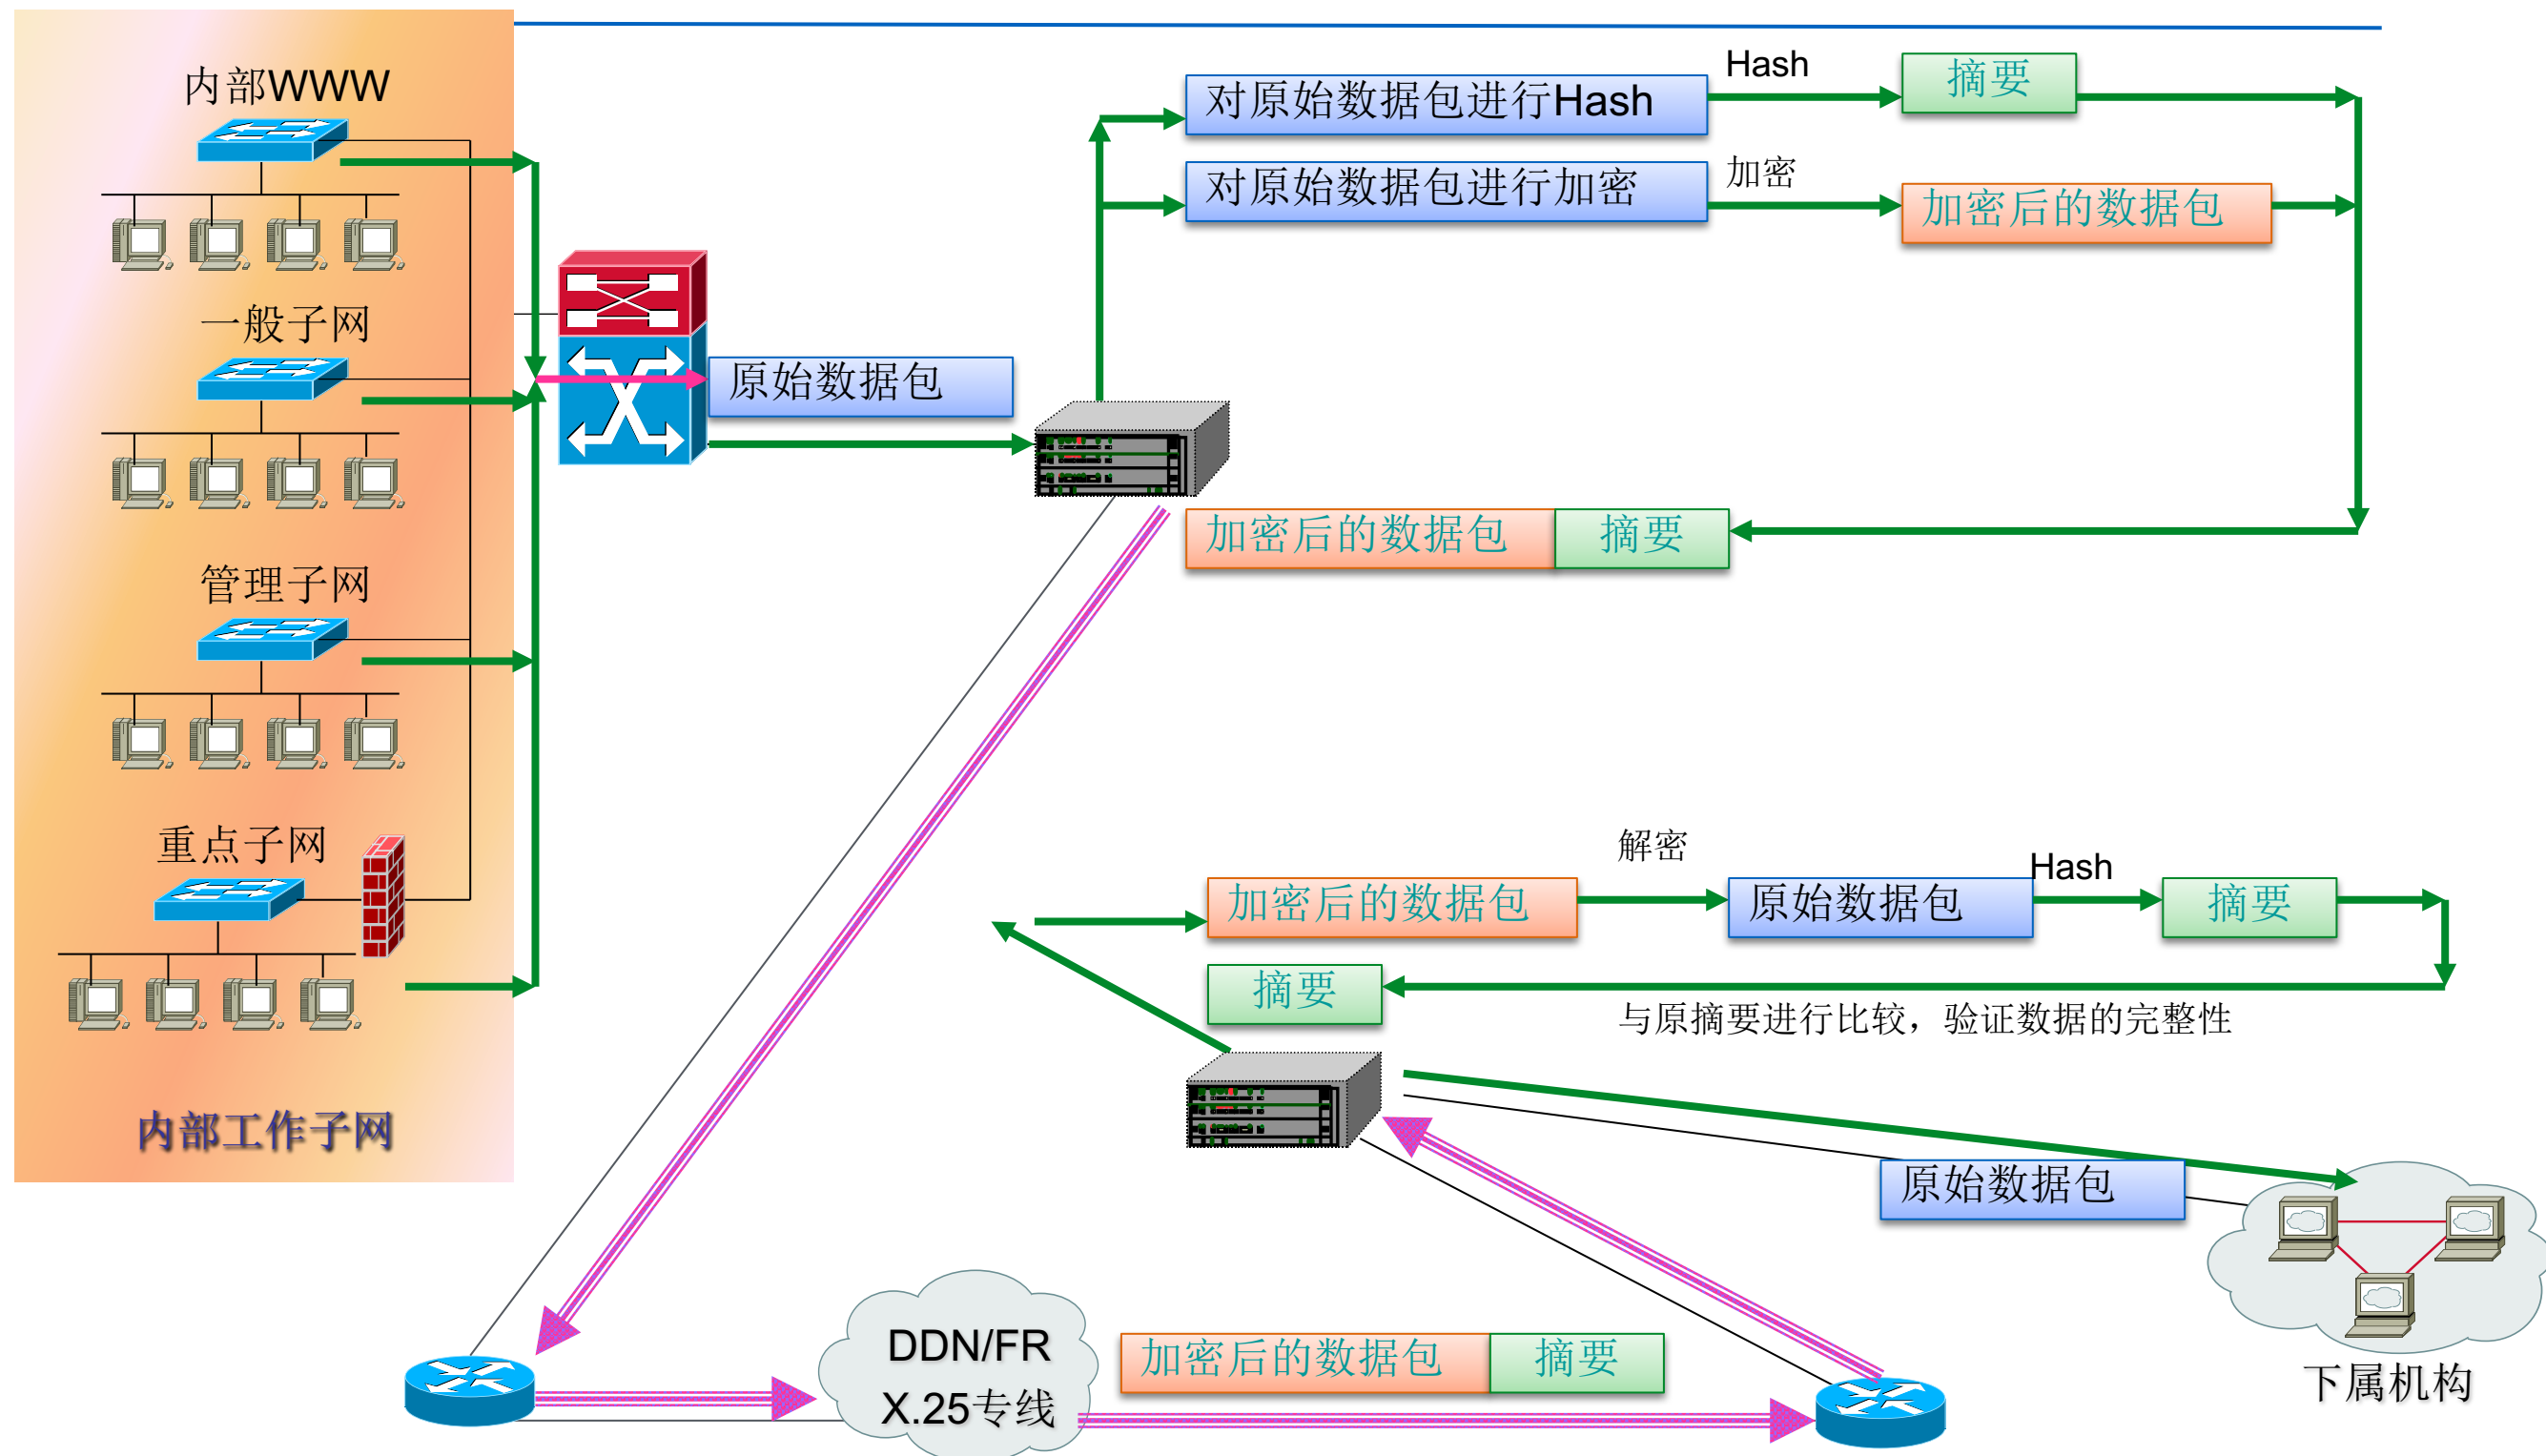 内部WWW
一般子网
管理子网
重点子网
内部工作子网
原始数据包
对原始数据包进行Hash
Hash
摘要
对原始数据包进行加密
加密
加密后的数据包
加密后的数据包
摘要
解密
Hash
加密后的数据包
原始数据包
摘要
摘要
与原摘要进行比较，验证数据的完整性
原始数据包
DDN/FR
X.25专线
加密后的数据包
摘要
下属机构